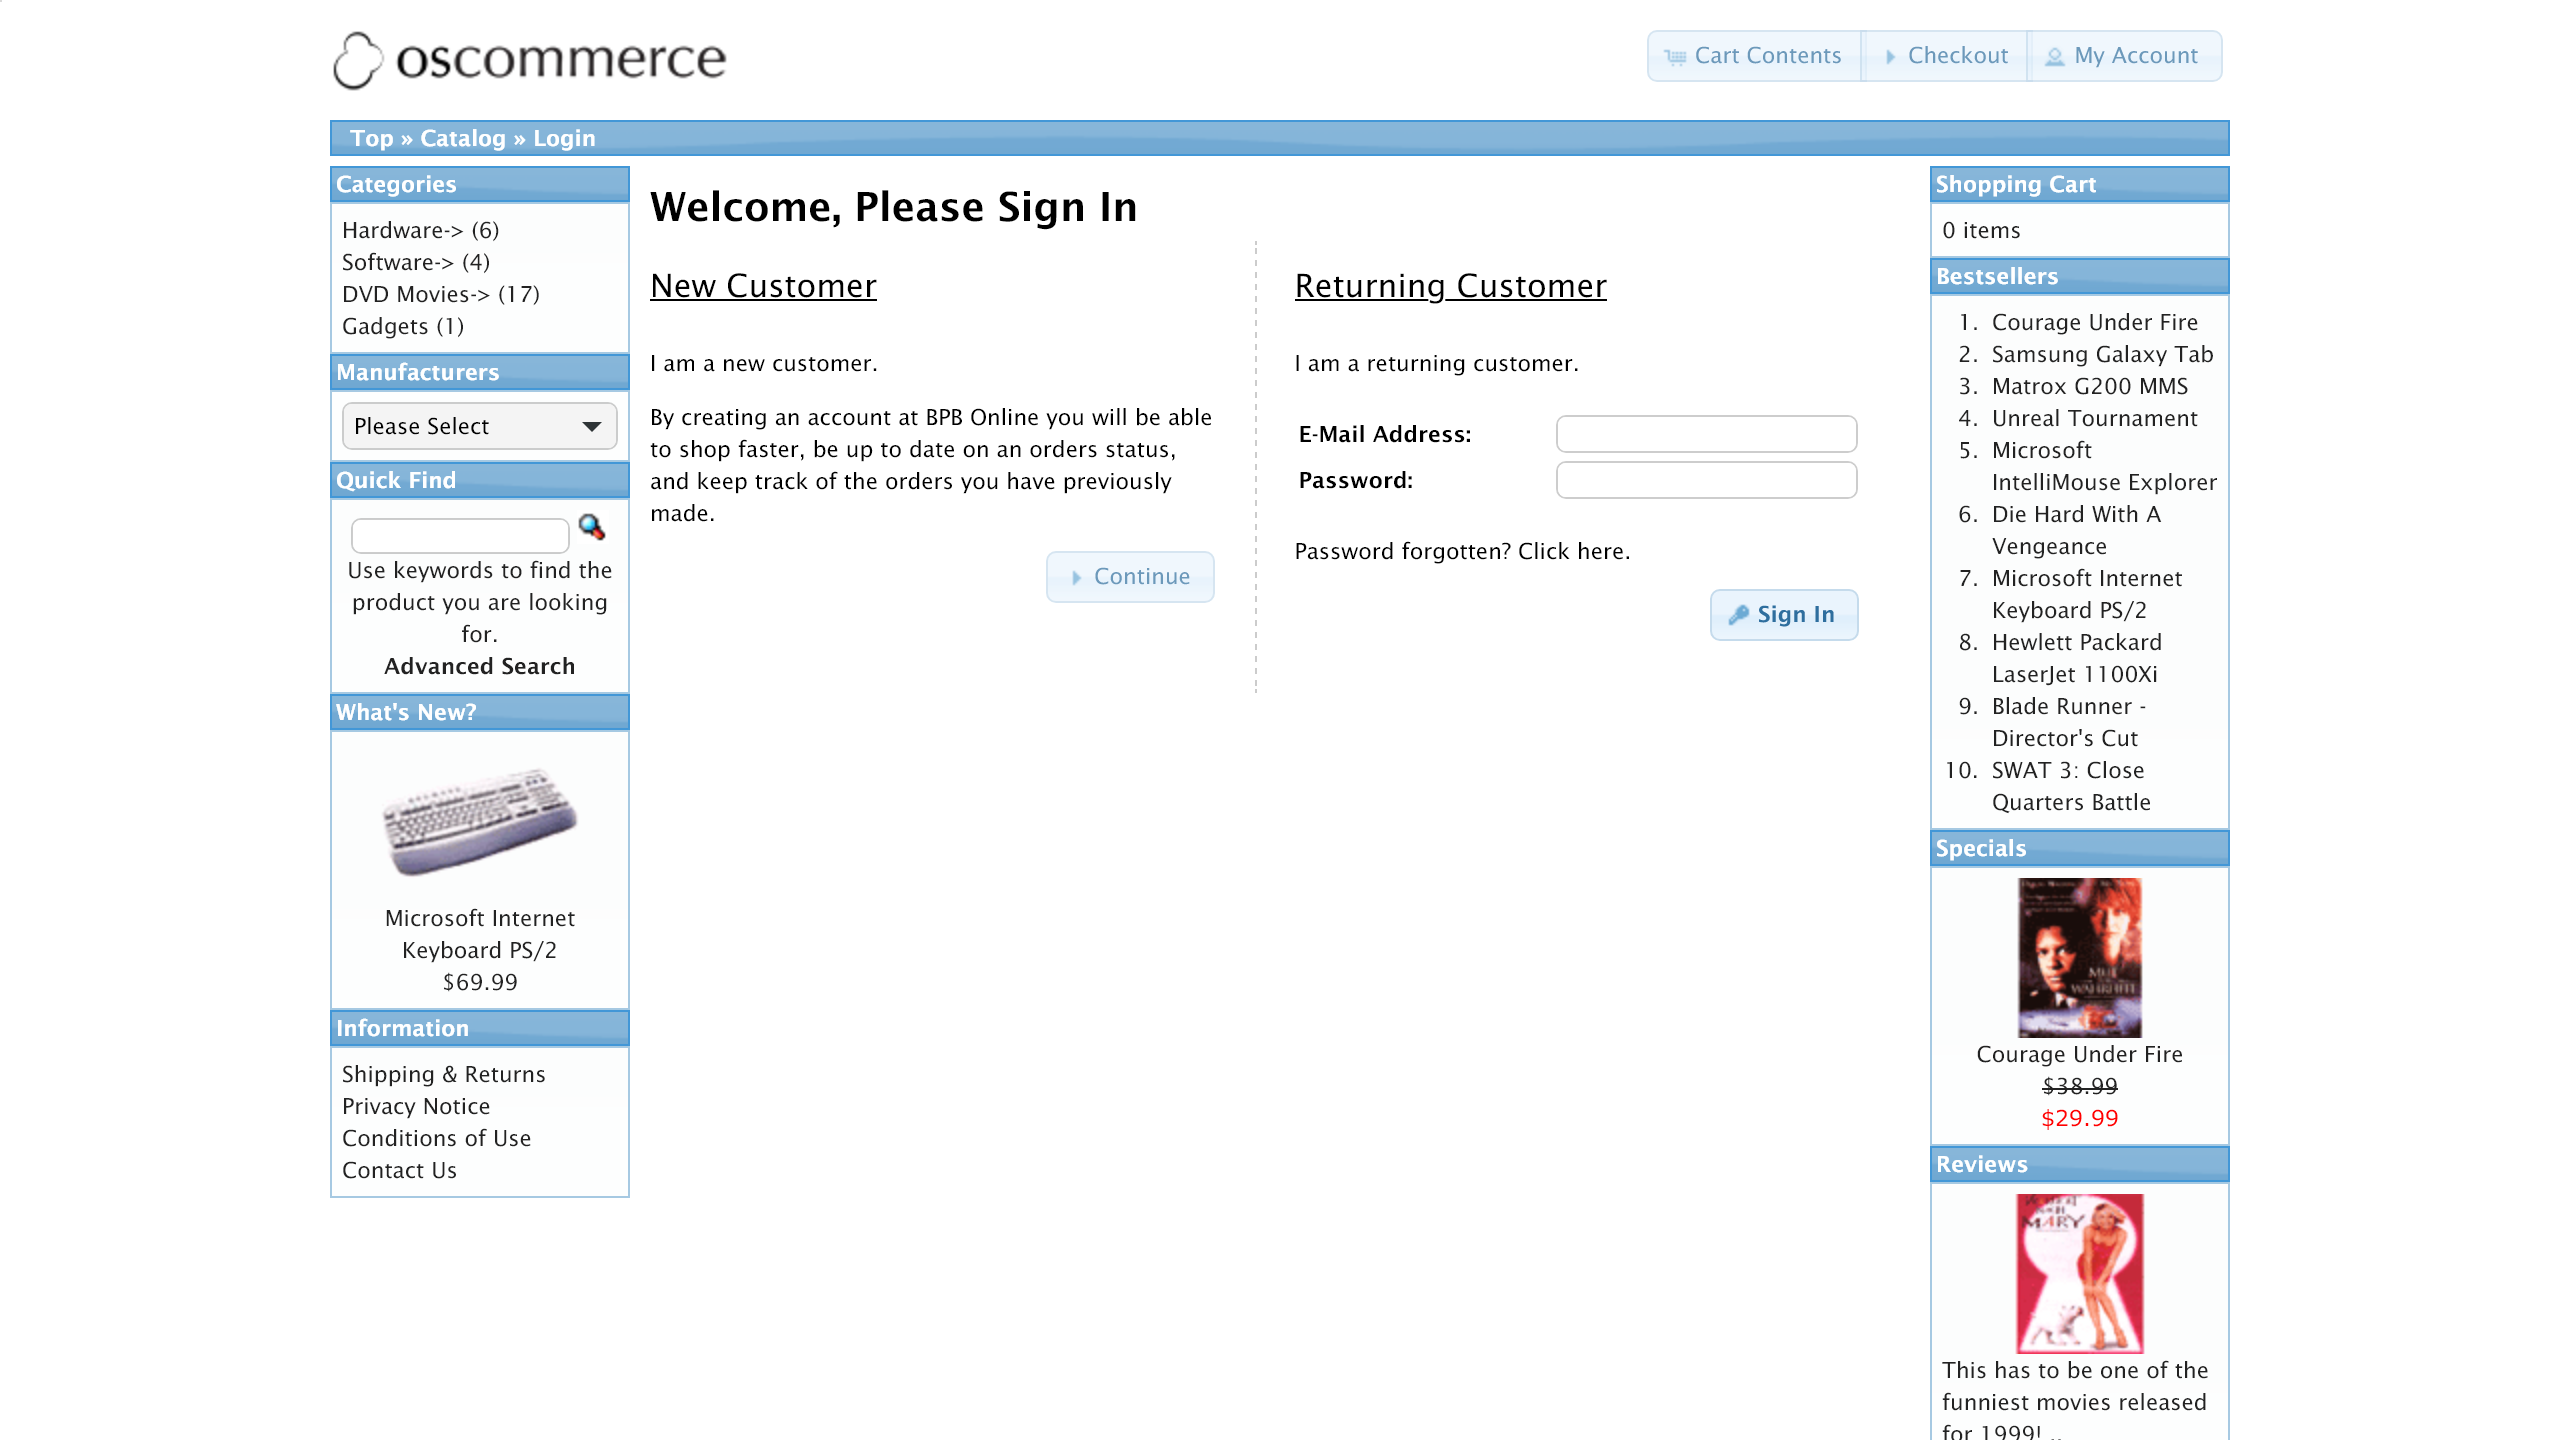 oscommerce
Cart Contents
Checkout
My Account
Top » Catalog » Login
Categories
Hardware-> (6)
Software-> (4)
DVD Movies-> (17)
Gadgets (1)
Manufacturers
Please Select
Quick Find
Use keywords to find the
product you are looking
for.
Advanced Search
What's New?
Microsoft Internet
Keyboard PS/2
$69.99
Information
Shipping & Returns
Privacy Notice
Conditions of Use
Contact Us
Welcome, Please Sign In
New Customer
I am a new customer.
By creating an account at BPB Online you will be able
to shop faster, be up to date on an orders status,
and keep track of the orders you have previously
made.
Continue
Returning Customer
I am a returning customer.
E-Mail Address:
Password:
Password forgotten? Click here.
Sign In
Shopping Cart
0 items
Bestsellers
1. Courage Under Fire
2. Samsung Galaxy Tab
3. Matrox G200 MMS
4. Unreal Tournament
5. Microsoft
IntelliMouse Explorer
6. Die Hard With A
Vengeance
7. Microsoft Internet
Keyboard PS/2
8. Hewlett Packard
LaserJet 1100Xi
9. Blade Runner -
Director's Cut
10. SWAT 3: Close
Quarters Battle
Specials
MUT
WAHRHEIT
Courage Under Fire
$38.99
$29.99
Reviews
MARY
This has to be one of the
funniest movies released
for 1999! ..